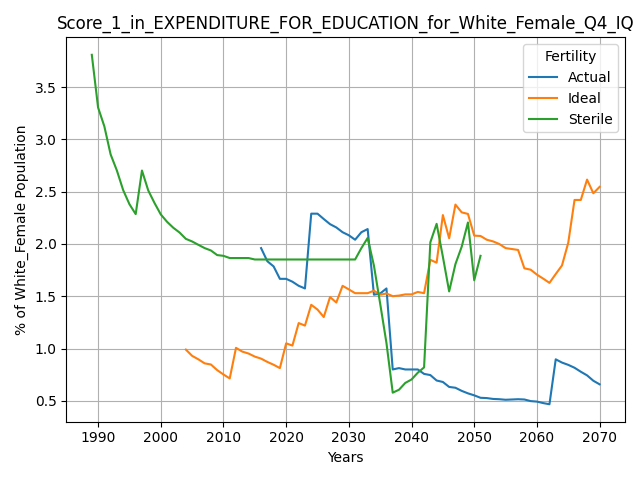 Score_1_in_EXPENDITURE_FOR_EDUCATION_for_White_Female_Q4_IQ
Fertility
Actual
Ideal
Sterile
% of White_Female Population
3.5
3.0
2.5
2.0
1.5
1.0
0.5
1990 2000 2010 2020 2030 2040 2050 2060 2070
Years